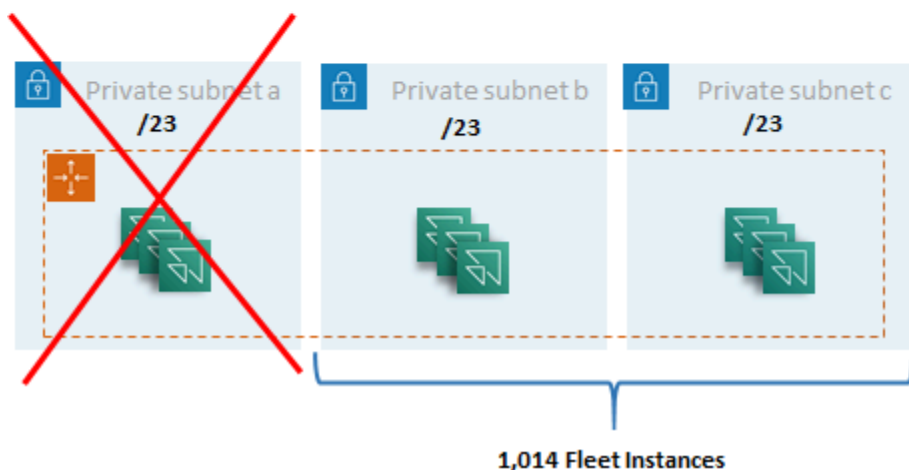 Private subnet a
/23
Private subnet b
/23
Private subnet c
/23
1,014 Fleet Instances